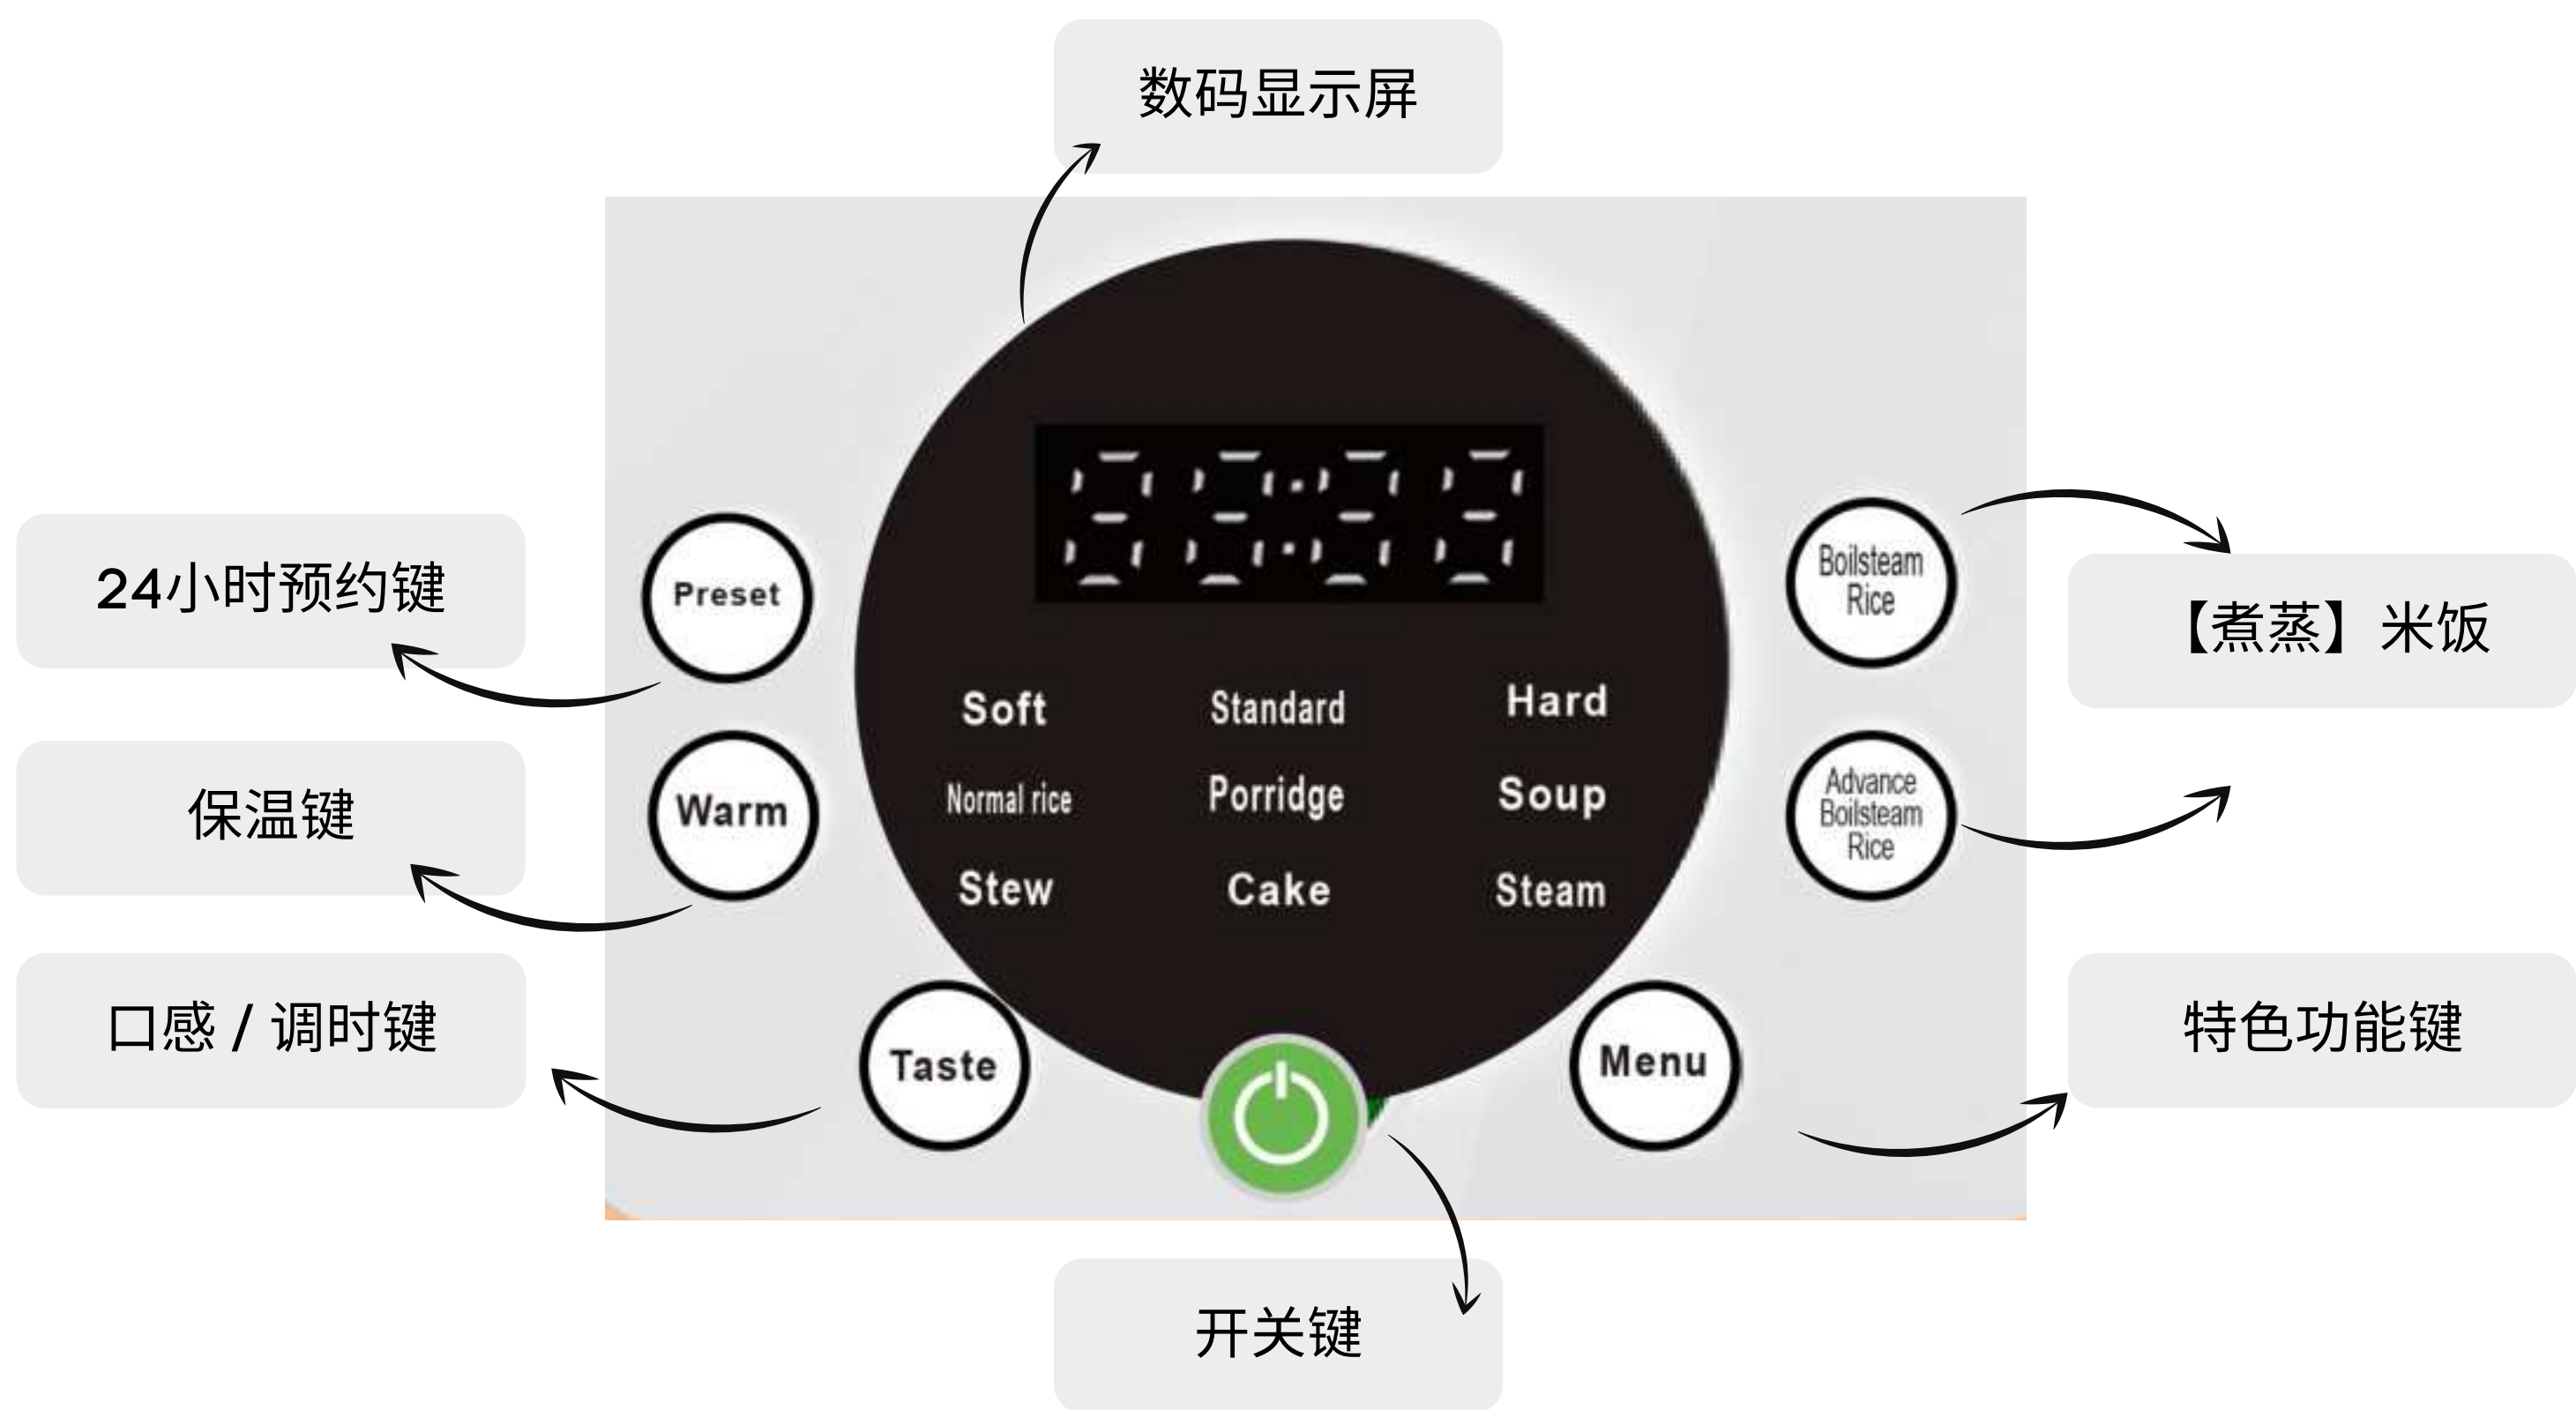 数码显示屏
88:88
24小时预约键
Preset
Boilsteam
Rice
【煮蒸】米饭
Soft Standard Hard
保温键
Warm
Normal rice Porridge Soup
Advance
Boilsteam
Rice
Stew Cake Steam
口感 / 调时键
Taste
Menu
特色功能键
开关键